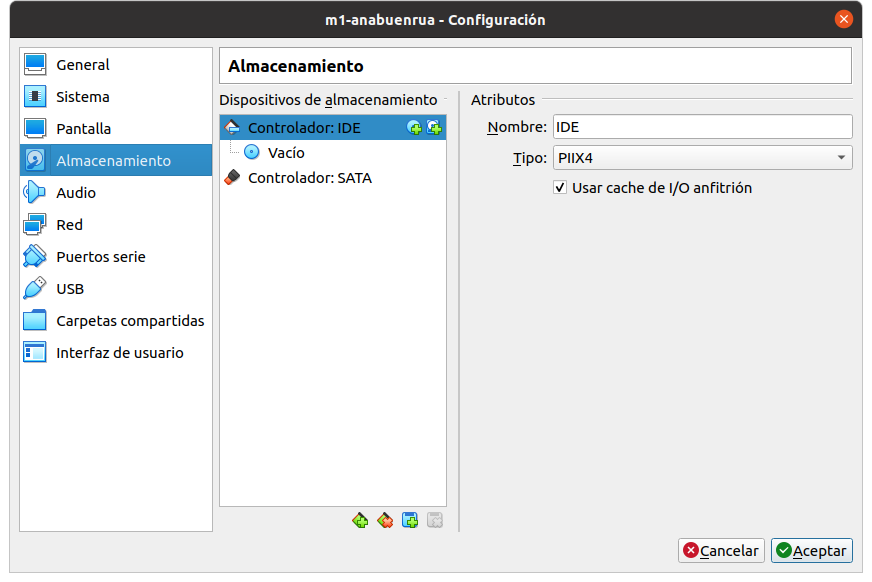 m1-anabuenrua - Configuración
General
Sistema
Pantalla
Almacenamiento
Audio
Red
Puertos serie
USB
Carpetas compartidas
Interfaz de usuario
Almacenamiento
Dispositivos de almacenamiento
Controlador: IDE
Vacío
Controlador: SATA
Atributos
Nombre: IDE
Tipo: PIIX4
Usar cache de I/O anfitrión
Cancelar
Aceptar